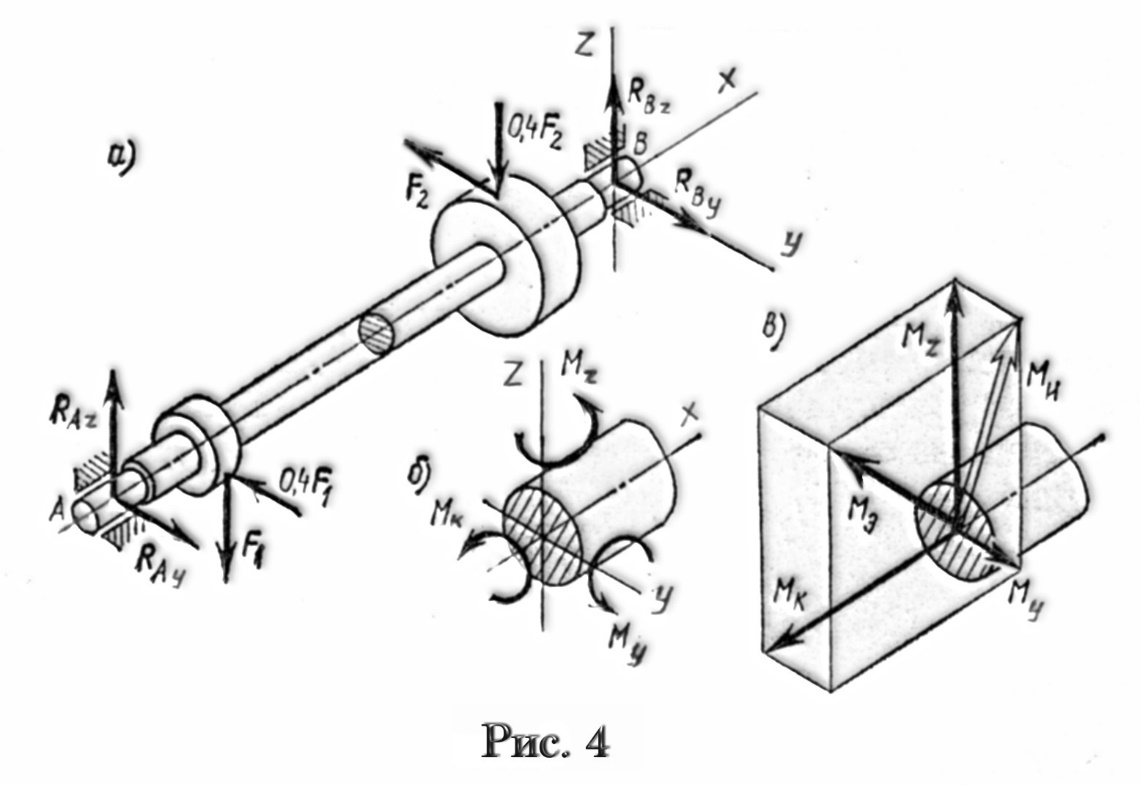 а)
Z
X
R_Bz
B
0,4F₂
F₂
R_By
y
R_Az
A
R_Ay
0,4F₁
F₁
б)
Z
M_z
X
M_к
y
M_y
в)
M_z
M_и
M_э
M_к
M_y
Рис. 4